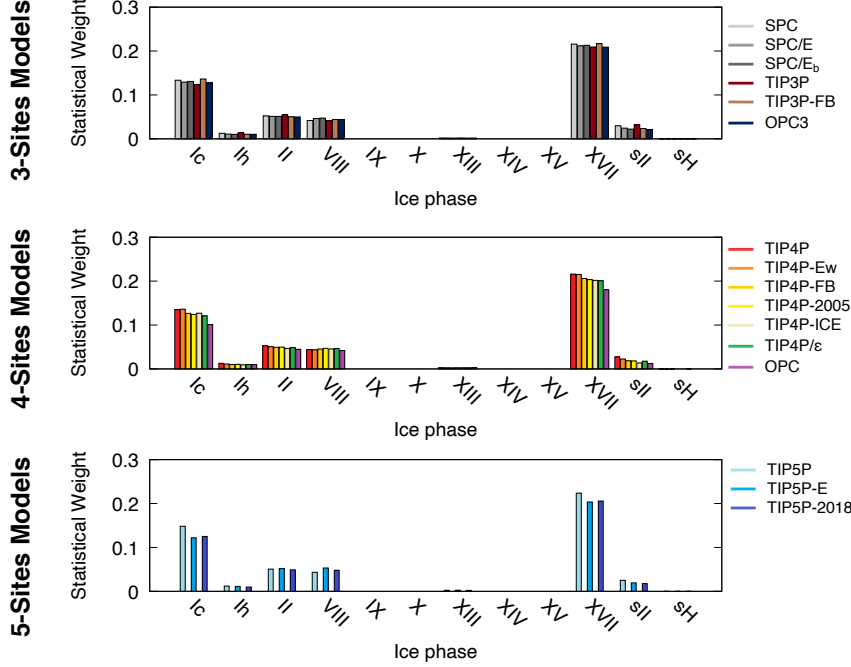 3-Sites Models
Statistical Weight
0.3
0.2
0.1
0
Ic
Ih
II
VIII
IX
X
XIII
XIV
XV
XVII
sII
sH
Ice phase
SPC
SPC/E
SPC/Eb
TIP3P
TIP3P-FB
OPC3
4-Sites Models
Statistical Weight
0.3
0.2
0.1
0
Ic
Ih
II
VIII
IX
X
XIII
XIV
XV
XVII
sII
sH
Ice phase
TIP4P
TIP4P-Ew
TIP4P-FB
TIP4P-2005
TIP4P-ICE
TIP4P/ε
OPC
5-Sites Models
Statistical Weight
0.3
0.2
0.1
0
Ic
Ih
II
VIII
IX
X
XIII
XIV
XV
XVII
sII
sH
Ice phase
TIP5P
TIP5P-E
TIP5P-2018